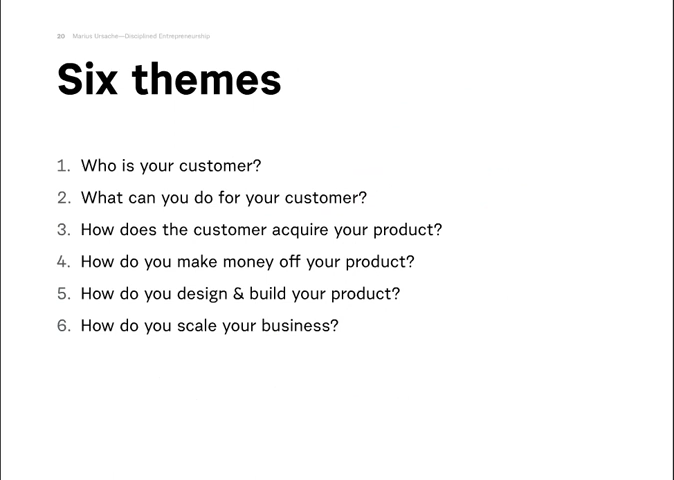 20 Marius Ursache—Disciplined Entrepreneurship
Six themes
1. Who is your customer?
2. What can you do for your customer?
3. How does the customer acquire your product?
4. How do you make money off your product?
5. How do you design & build your product?
6. How do you scale your business?